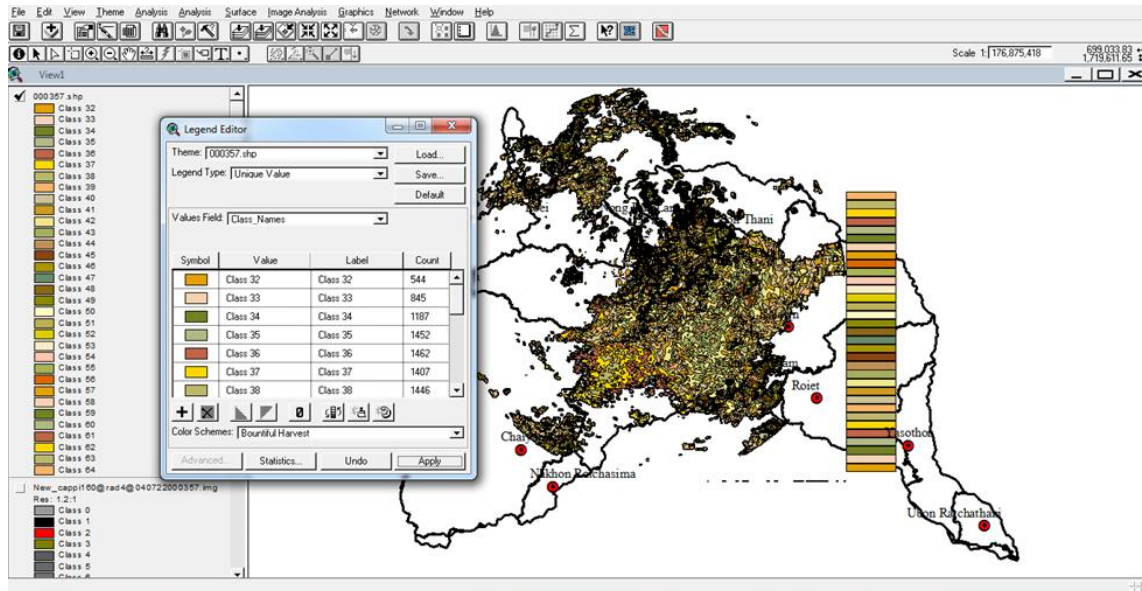 File Edit View Theme Analysis Analysis Surface Image Analysis Graphics Network Window Help
Scale 1: 176,875,418
699,033.83
1,719,611.65
View1
000357.shp
Class 32
Class 33
Class 34
Class 35
Class 36
Class 37
Class 38
Class 39
Class 40
Class 41
Class 42
Class 43
Class 44
Class 45
Class 46
Class 47
Class 48
Class 49
Class 50
Class 51
Class 52
Class 53
Class 54
Class 55
Class 56
Class 57
Class 58
Class 59
Class 60
Class 61
Class 62
Class 63
Class 64
New_cappi160@rad4@040722000357.img
Res: 1.2:1
Class 0
Class 1
Class 2
Class 3
Class 4
Class 5
Legend Editor
Theme: 000357.shp
Load...
Legend Type: Unique Value
Save...
Default
Values Field: Class_Names
Symbol Value Label Count
Class 32 Class 32 544
Class 33 Class 33 845
Class 34 Class 34 1187
Class 35 Class 35 1452
Class 36 Class 36 1462
Class 37 Class 37 1407
Class 38 Class 38 1446
Color Schemes: Bountiful Harvest
Advanced... Statistics... Undo Apply
Thani
Roiet
Yasothon
Nakhon Ratchasima
Ubon Ratchathani